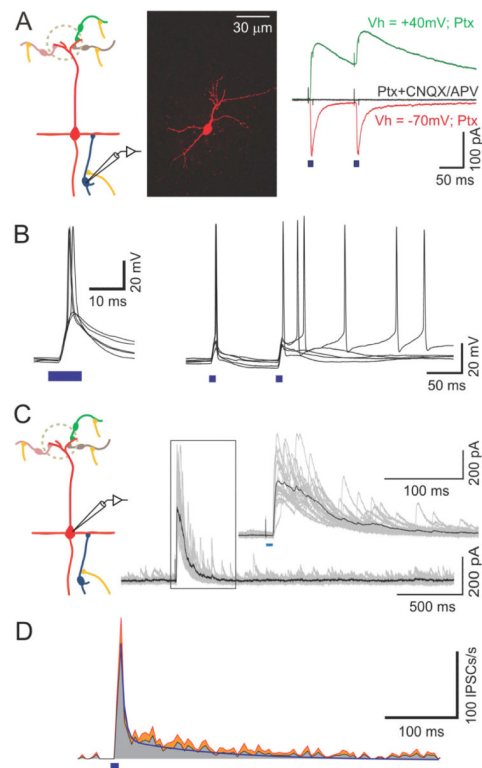 A
30 μm
Vh = +40mV; Ptx
Ptx+CNQX/APV
Vh = -70mV; Ptx
100 pA
50 ms
B
10 ms
20 mV
20 mV
50 ms
C
200 pA
100 ms
200 pA
500 ms
D
100 IPSCs/s
100 ms